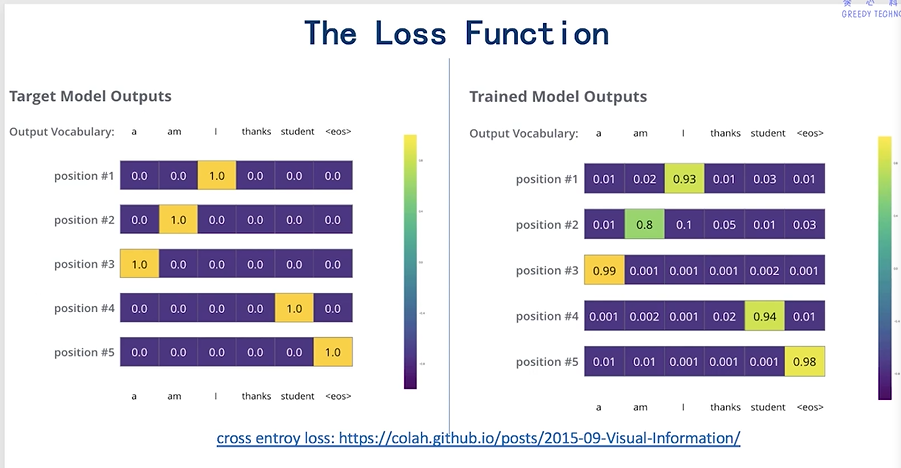 贪 心 科
GREEDY TECHNO
The Loss Function
Target Model Outputs
Output Vocabulary: a am I thanks student <eos>
position #1 0.0 0.0 1.0 0.0 0.0 0.0
position #2 0.0 1.0 0.0 0.0 0.0 0.0
position #3 1.0 0.0 0.0 0.0 0.0 0.0
position #4 0.0 0.0 0.0 0.0 1.0 0.0
position #5 0.0 0.0 0.0 0.0 0.0 1.0
a am I thanks student <eos>
Trained Model Outputs
Output Vocabulary: a am I thanks student <eos>
position #1 0.01 0.02 0.93 0.01 0.03 0.01
position #2 0.01 0.8 0.1 0.05 0.01 0.03
position #3 0.99 0.001 0.001 0.001 0.002 0.001
position #4 0.001 0.002 0.001 0.02 0.94 0.01
position #5 0.01 0.01 0.001 0.001 0.001 0.98
a am I thanks student <eos>
cross entroy loss: https://colah.github.io/posts/2015-09-Visual-Information/